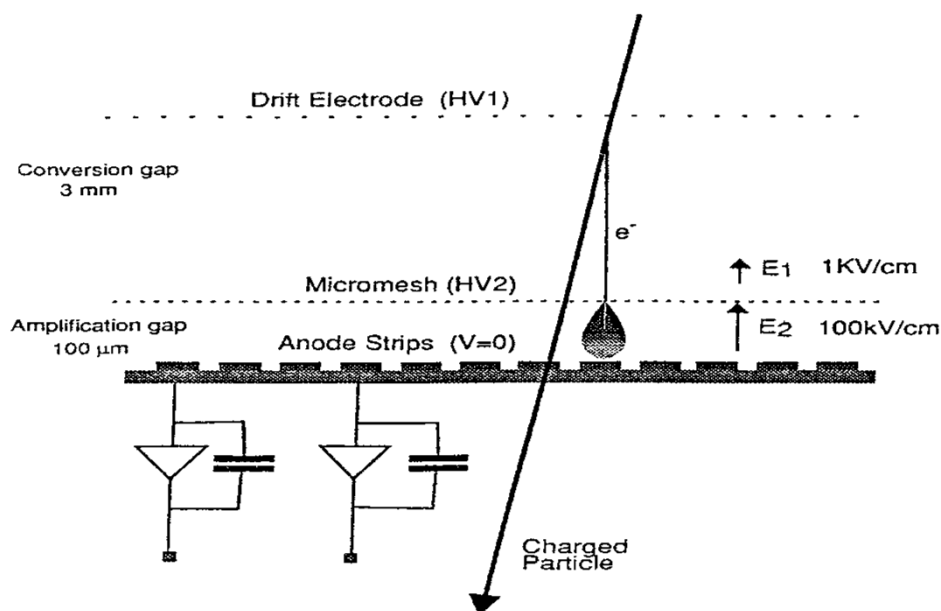 Drift Electrode (HV1)
Conversion gap
3 mm
e-
E1 1KV/cm
Micromesh (HV2)
E2 100kV/cm
Amplification gap
100 µm
Anode Strips (V=0)
Charged
Particle